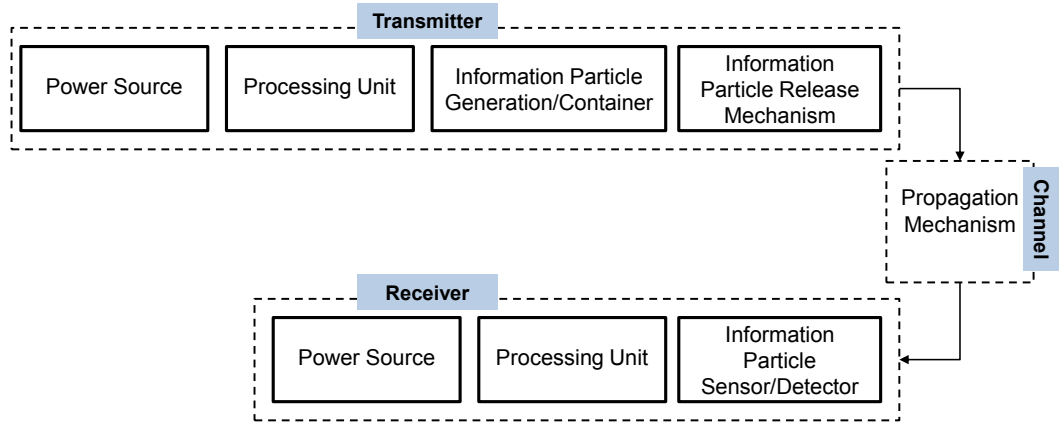 Transmitter
Power Source
Processing Unit
Information Particle
Generation/Container
Information
Particle Release
Mechanism
Propagation
Mechanism
Channel
Receiver
Power Source
Processing Unit
Information
Particle
Sensor/Detector